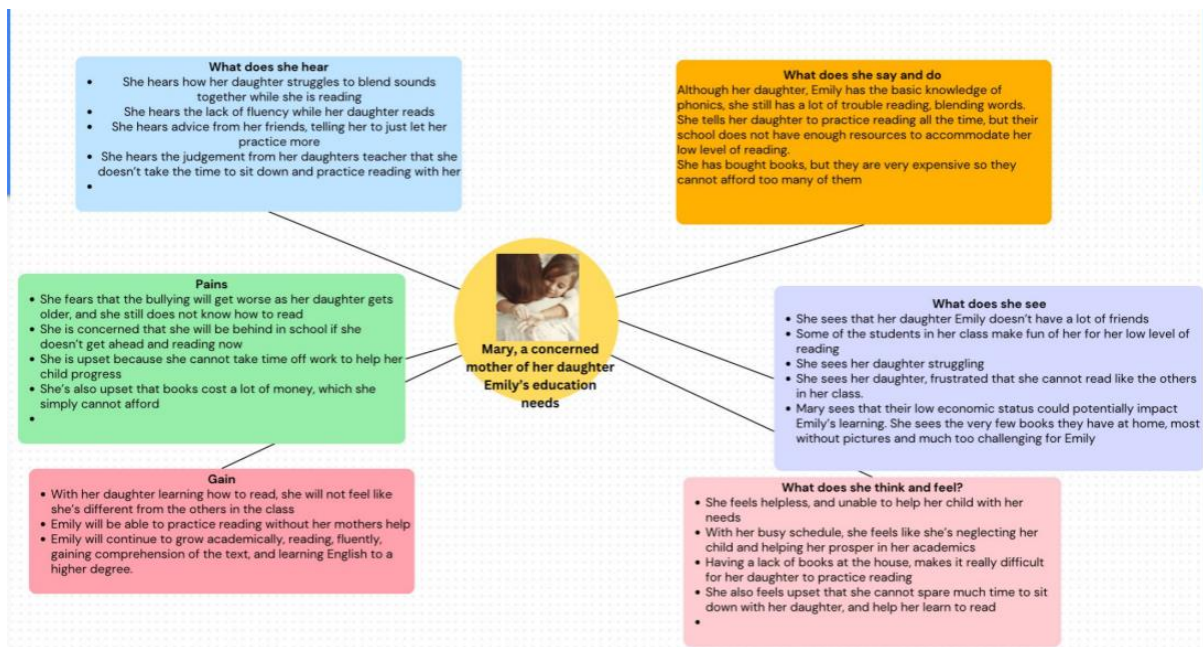 What does she hear
• She hears how her daughter struggles to blend sounds
together while she is reading
• She hears the lack of fluency while her daughter reads
• She hears advice from her friends, telling her to just let her
practice more
• She hears the judgement from her daughters teacher that she
doesn't take the time to sit down and practice reading with her
•
What does she say and do
Although her daughter, Emily has the basic knowledge of
phonics, she still has a lot of trouble reading, blending words.
She tells her daughter to practice reading all the time, but their
school does not have enough resources to accommodate her
low level of reading.
She has bought books, but they are very expensive so they
cannot afford too many of them
Pains
• She fears that the bullying will get worse as her daughter gets
older, and she still does not know how to read
• She is concerned that she will be behind in school if she
doesn't get ahead and reading now
• She is upset because she cannot take time off work to help her
child progress
• She's also upset that books cost a lot of money, which she
simply cannot afford
•
Mary, a concerned
mother of her daughter
Emily's education
needs
What does she see
• She sees that her daughter Emily doesn't have a lot of friends
• Some of the students in her class make fun of her for her low level of
reading
• She sees her daughter struggling
• She sees her daughter, frustrated that she cannot read like the others
in her class.
• Mary sees that their low economic status could potentially impact
Emily's learning. She sees the very few books they have at home, most
without pictures and much too challenging for Emily
Gain
• With her daughter learning how to read, she will not feel like
she's different from the others in the class
• Emily will be able to practice reading without her mothers help
• Emily will continue to grow academically, reading, fluently,
gaining comprehension of the text, and learning English to a
higher degree.
What does she think and feel?
• She feels helpless, and unable to help her child with her
needs
• With her busy schedule, she feels like she's neglecting her
child and helping her prosper in her academics
• Having a lack of books at the house, makes it really difficult
for her daughter to practice reading
• She also feels upset that she cannot spare much time to sit
down with her daughter, and help her learn to read
•